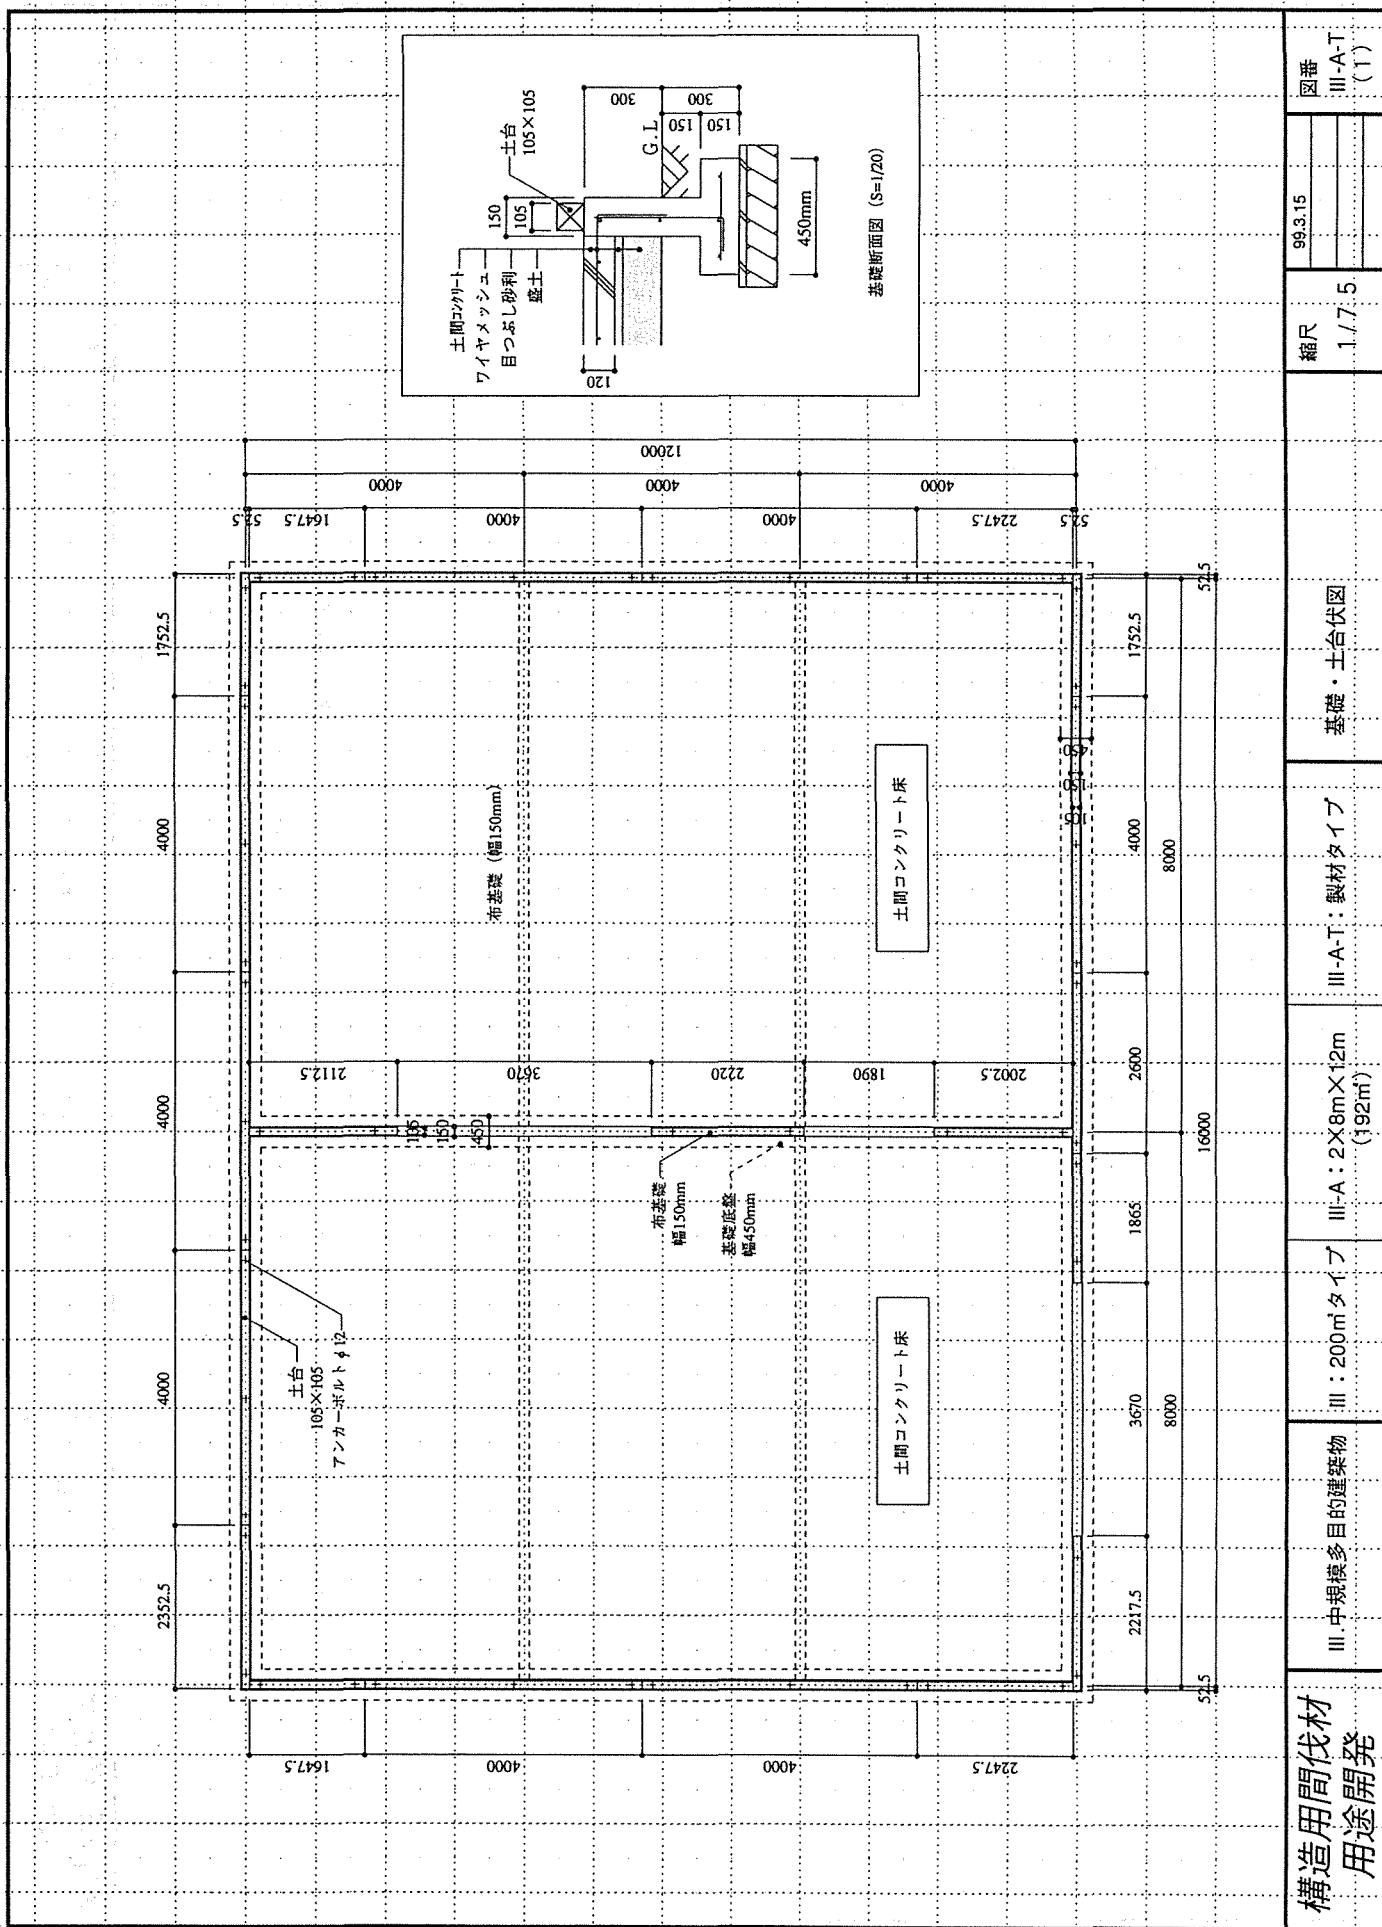 構造用間伐材
用途開発
III.中規模多目的建築物
III：200㎡タイプ
III-A：2×8m×12m
(192㎡)
III-A-T：製材タイプ
基礎・土台伏図
縮尺
1/7.5
99.3.15
図番
III-A-T
(1)
土間コンクリート
ワイヤメッシュ
目つぶし砂利
盛土
150
105
土台
105×105
120
300
G.L
150
300
150
450mm
基礎断面図 (S=1/20)
2352.5
4000
4000
4000
1752.5
土台
105×105
アンカーボルトφ12
布基礎 (幅150mm)
布基礎
幅150mm
基礎底盤
幅450mm
105
150
450
2112.5
3670
2220
1890
2002.5
土間コンクリート床
土間コンクリート床
450
150
105
1647.5
4000
4000
2247.5
52.5
1647.5
4000
4000
2247.5
52.5
4000
4000
4000
12000
2217.5
3670
1865
2600
4000
1752.5
8000
8000
52.5
16000
52.5